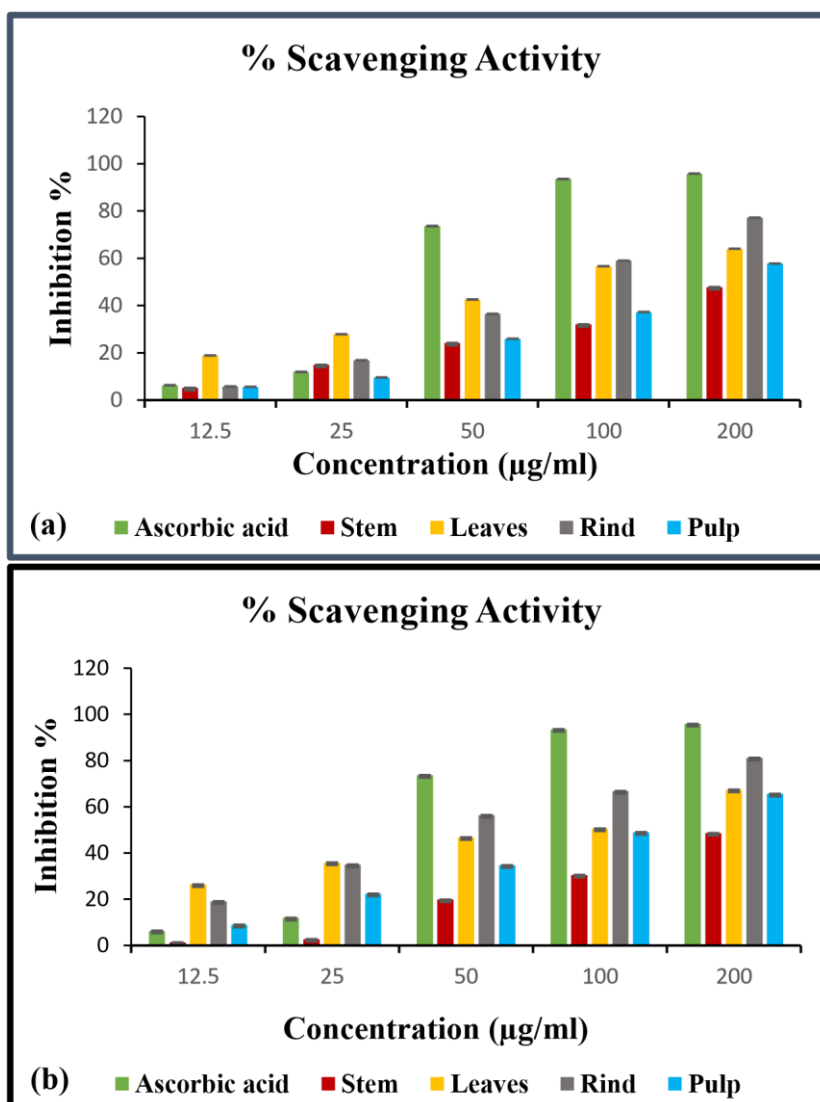 % Scavenging Activity
120
100
80
60
40
20
0
Inhibition %
12.5 25 50 100 200
Concentration (µg/ml)
(a) Ascorbic acid Stem Leaves Rind Pulp
% Scavenging Activity
120
100
80
60
40
20
0
Inhibition %
12.5 25 50 100 200
Concentration (µg/ml)
(b) Ascorbic acid Stem Leaves Rind Pulp